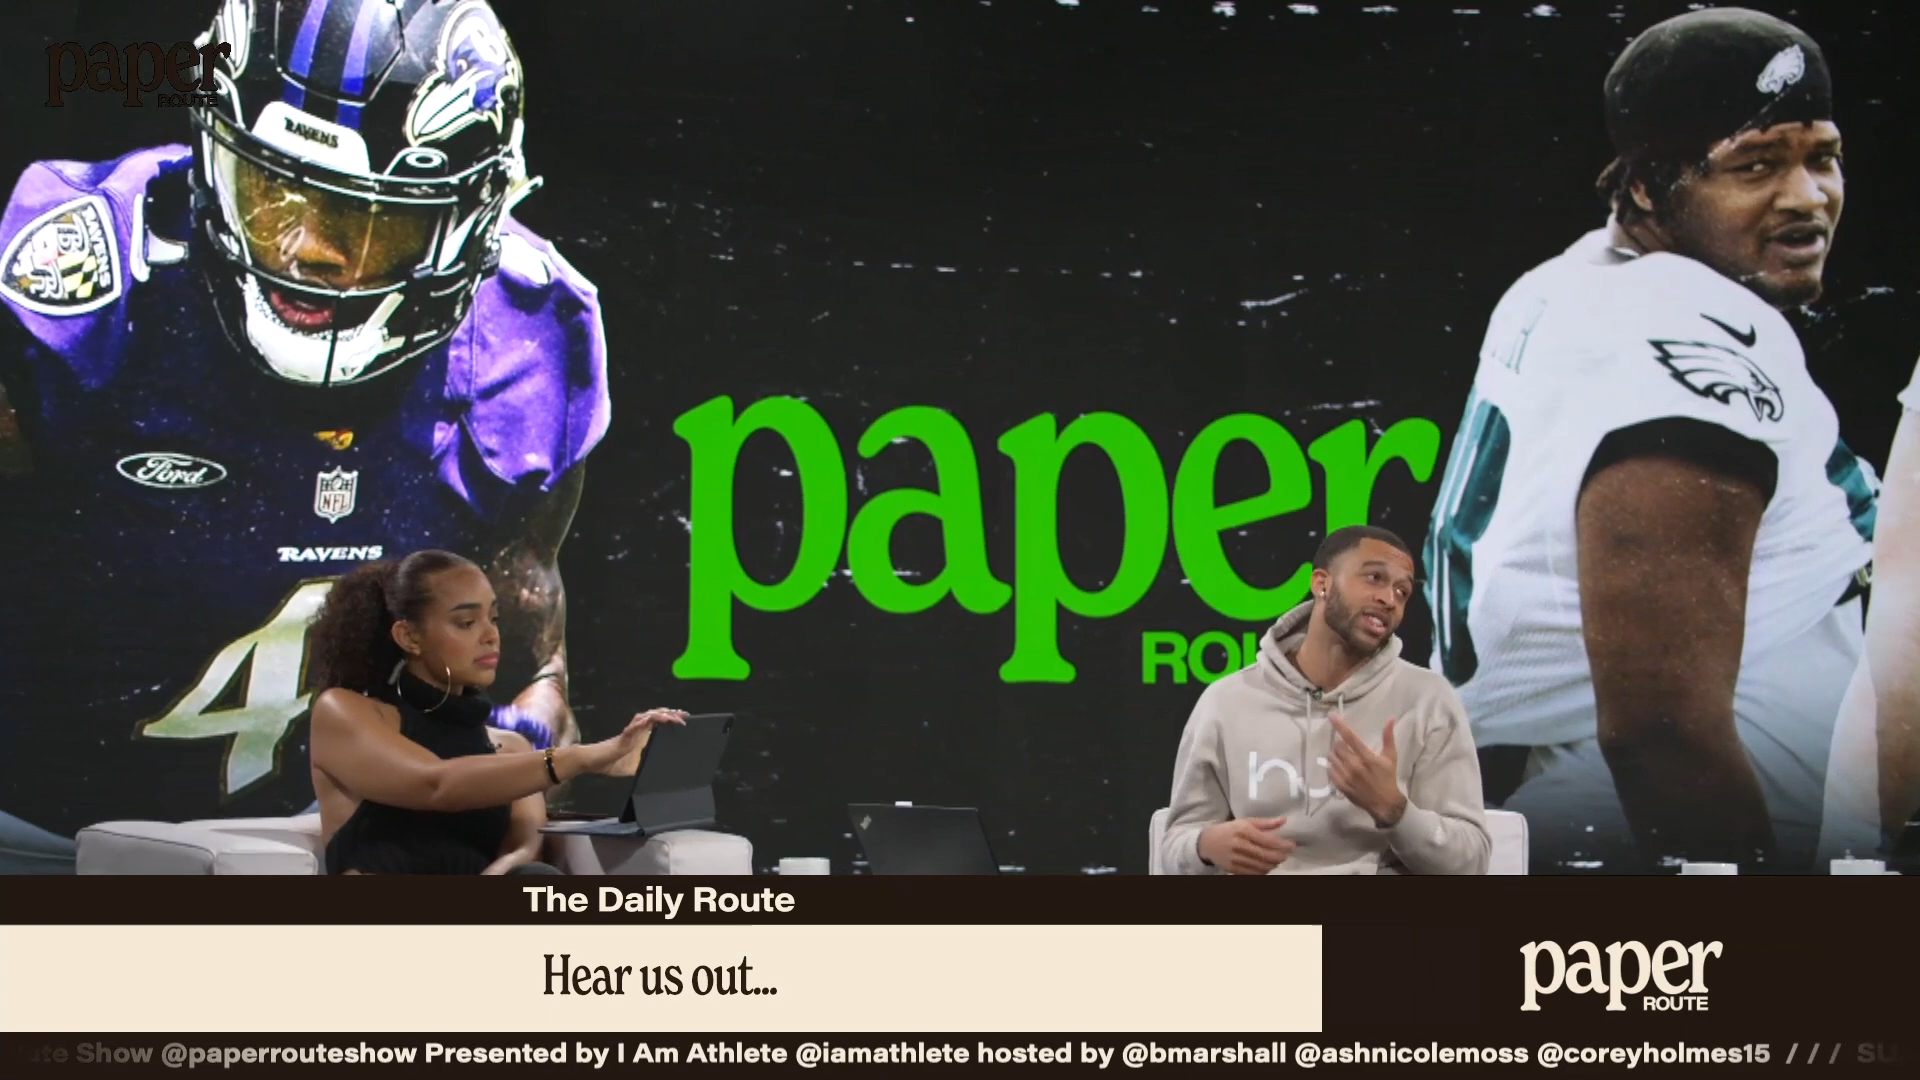 paper
ROUTE
RAVENS
RAVENS
Ford
NFL
RAVENS
4
paper
The Daily Route
Hear us out...
paper
ROUTE
Show @paperrouteshow Presented by I Am Athlete @iamathlete hosted by @bmarshall @ashnicolemoss @coreyholmes15 / / /